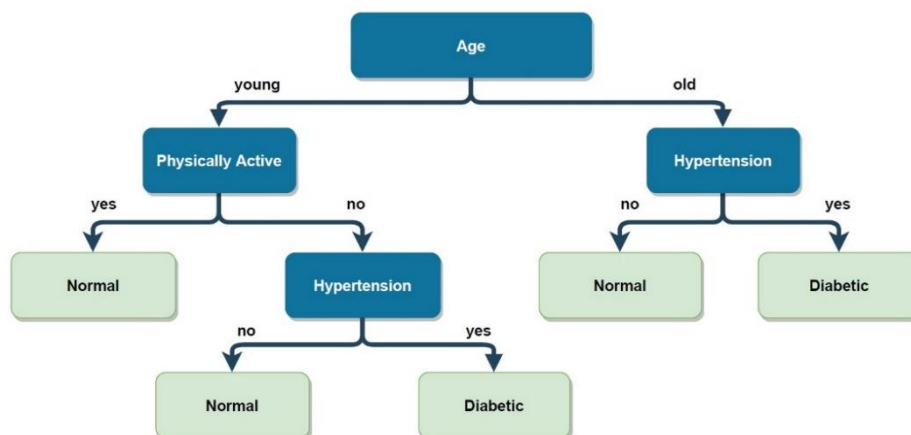 Age
young
old
Physically Active
Hypertension
yes
no
no
yes
Normal
Hypertension
Normal
Diabetic
no
yes
Normal
Diabetic